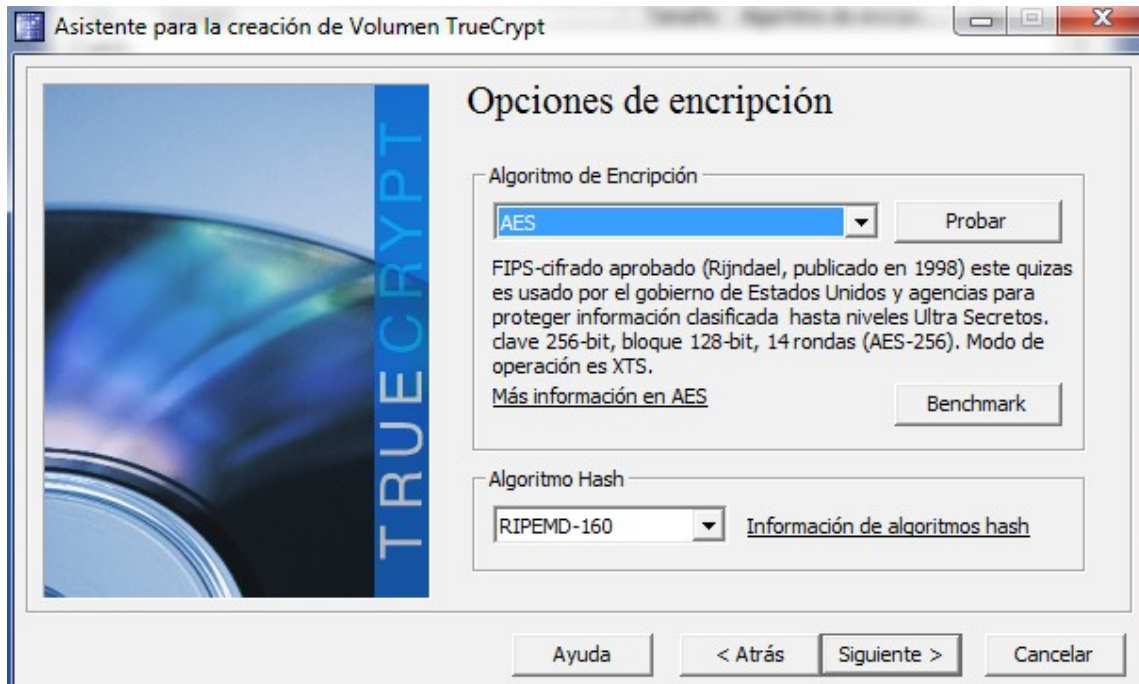 Asistente para la creación de Volumen TrueCrypt
TRUECRYPT
Opciones de encripción
Algoritmo de Encripción
AES
Probar
FIPS-cifrado aprobado (Rijndael, publicado en 1998) este quizas
es usado por el gobierno de Estados Unidos y agencias para
proteger información clasificada hasta niveles Ultra Secretos.
clave 256-bit, bloque 128-bit, 14 rondas (AES-256). Modo de
operación es XTS.
Más información en AES
Benchmark
Algoritmo Hash
RIPEMD-160
Información de algoritmos hash
Ayuda
< Atrás
Siguiente >
Cancelar